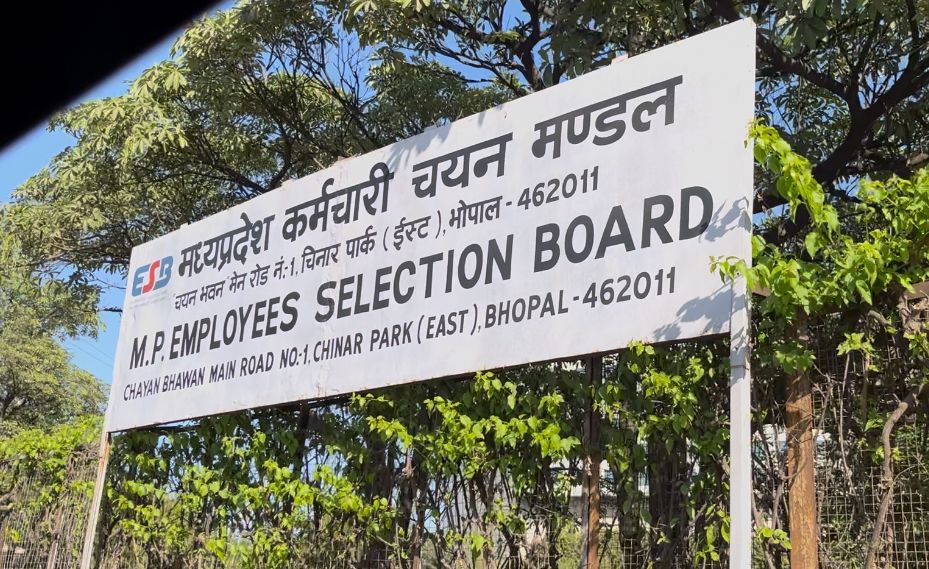 ESB मध्यप्रदेश कर्मचारी चयन मण्डल
'चयन भवन' मेन रोड नं.:1, चिनार पार्क ( ईस्ट ), भोपाल - 462011
M.P. EMPLOYEES SELECTION BOARD
CHAYAN BHAWAN MAIN ROAD NO.:1, CHINAR PARK (EAST), BHOPAL - 462011